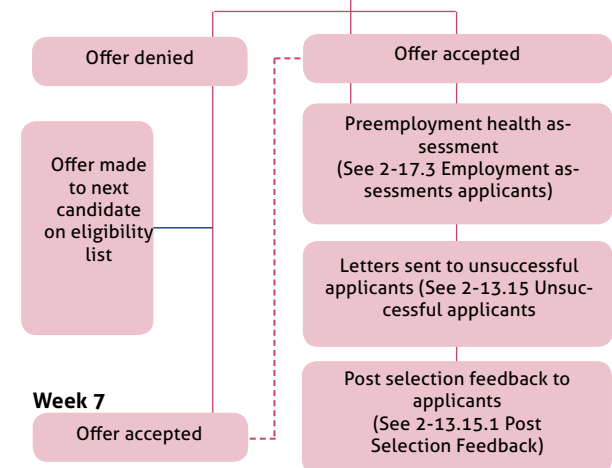 Offer denied
Offer made
to next
candidate
on eligibility
list
Week 7
Offer accepted
Offer accepted
Preemployment health as-
sessment
(See 2-17.3 Employment as-
sessments applicants)
Letters sent to unsuccessful
applicants (See 2-13.15 Unsuc-
cessful applicants
Post selection feedback to
applicants
(See 2-13.15.1 Post
Selection Feedback)